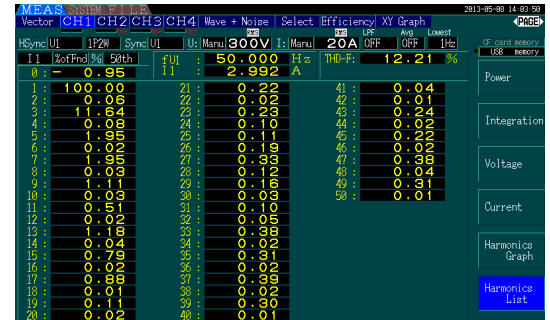 MEAS SYSTEM FILE 2013-05-03 14:03:50
Vector CH1 CH2 CH3 CH4 Wave + Noise Select Efficiency XY Graph PAGE
RMS RMS LPF Avg Lowest
HSync U1 1P2W Sync U1 U: Manu 300V I: Manu 20A OFF OFF 1Hz
CF card memory
USB memory
I1 %ofFnd % 50th fU1 : 50.000 Hz THD-F: 12.21 %
0 : - 0.95 I1 : 2.992 A
1 : 100.00 21 : 0.22 41 : 0.04
2 : 0.06 22 : 0.02 42 : 0.01
3 : 11.64 23 : 0.23 43 : 0.24
4 : 0.08 24 : 0.10 44 : 0.02
5 : 1.95 25 : 0.11 45 : 0.22
6 : 0.02 26 : 0.19 46 : 0.02
7 : 1.95 27 : 0.33 47 : 0.38
8 : 0.03 28 : 0.12 48 : 0.04
9 : 1.11 29 : 0.16 49 : 0.31
10 : 0.03 30 : 0.03 50 : 0.01
11 : 0.51 31 : 0.10
12 : 0.02 32 : 0.05
13 : 1.18 33 : 0.38
14 : 0.04 34 : 0.02
15 : 0.79 35 : 0.31
16 : 0.02 36 : 0.02
17 : 0.86 37 : 0.39
18 : 0.01 38 : 0.02
19 : 0.11 39 : 0.30
20 : 0.02 40 : 0.01
Power
Integration
Voltage
Current
Harmonics
Graph
Harmonics
List